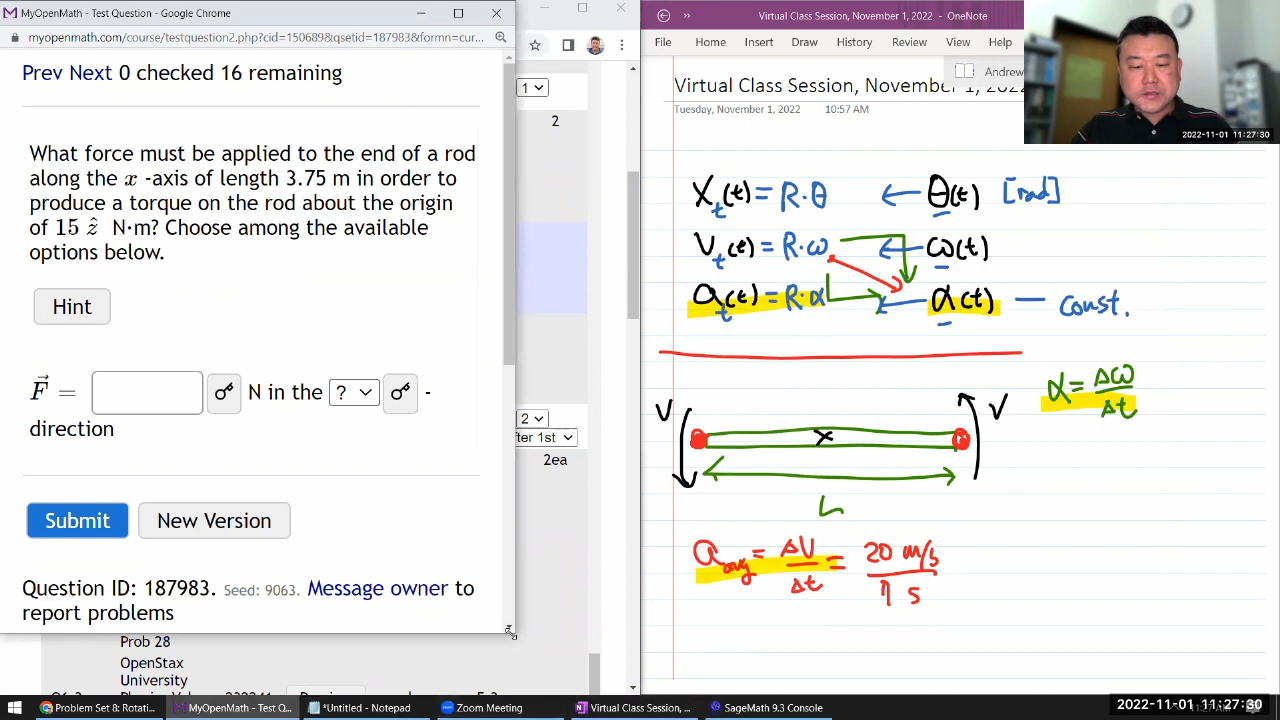 MyOpenMath - Test Question - Google Chrome
myopenmath.com/course/testquestion2.php?cid=150689&qsetid=187983&formn=cur...
Prev Next 0 checked 16 remaining
What force must be applied to the end of a rod
along the x -axis of length 3.75 m in order to
produce a torque on the rod about the origin
of 15 ẑ N·m? Choose among the available
options below.
Hint
F⃗ =
N in the
?
-
direction
Submit
New Version
Question ID: 187983. Seed: 9063. Message owner to
report problems
1
2
2
fter 1st
2ea
Prob 28
OpenStax
University
Virtual Class Session, November 1, 2022 - OneNote
File Home Insert Draw History Review View Help
Andrew
Virtual Class Session, November 1, 2022
Tuesday, November 1, 2022 10:57 AM
2022-11-01 11:27:30
X_t(t) = R·θ ← θ(t) [rad]
V_t(t) = R·ω ← ω(t)
a_t(t) = R·α ← α(t) — const.
α = Δω/Δt
V
V
L
a_avg = ΔV/Δt = 20 m/s / 1 s
Problem Set 8: & Rotati...
MyOpenMath - Test Q...
*Untitled - Notepad
Zoom Meeting
Virtual Class Session, ...
SageMath 9.3 Console
2022-11-01 11:27:30